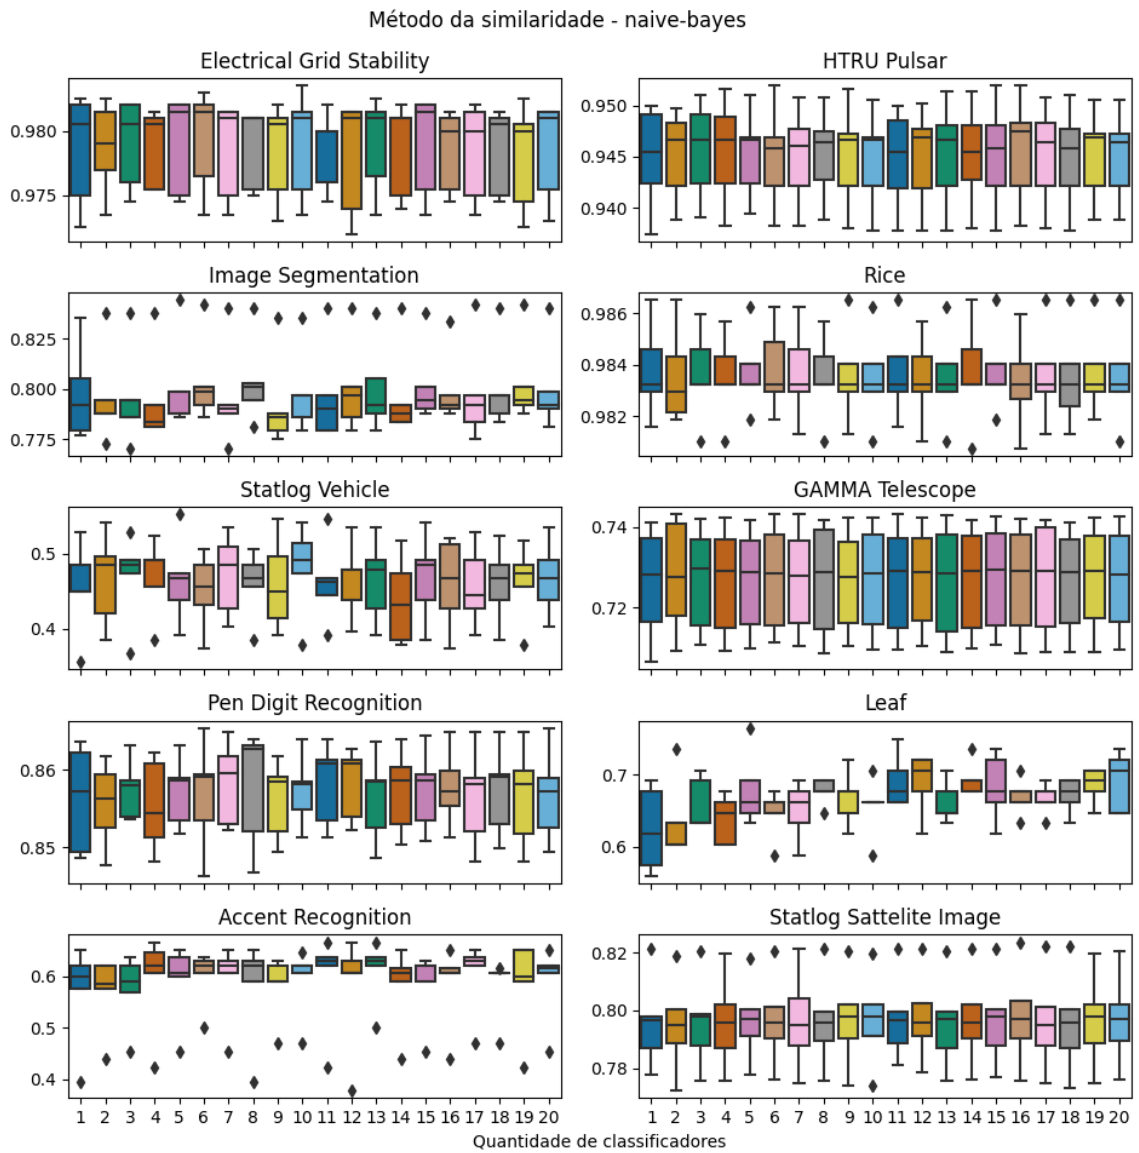 Método da similaridade - naive-bayes
Electrical Grid Stability
0.980
0.975
HTRU Pulsar
0.950
0.945
0.940
Image Segmentation
0.825
0.800
0.775
Rice
0.986
0.984
0.982
Statlog Vehicle
0.5
0.4
GAMMA Telescope
0.74
0.72
Pen Digit Recognition
0.86
0.85
Leaf
0.7
0.6
Accent Recognition
0.6
0.5
0.4
1 2 3 4 5 6 7 8 9 10 11 12 13 14 15 16 17 18 19 20
Statlog Sattelite Image
0.82
0.80
0.78
1 2 3 4 5 6 7 8 9 10 11 12 13 14 15 16 17 18 19 20
Quantidade de classificadores